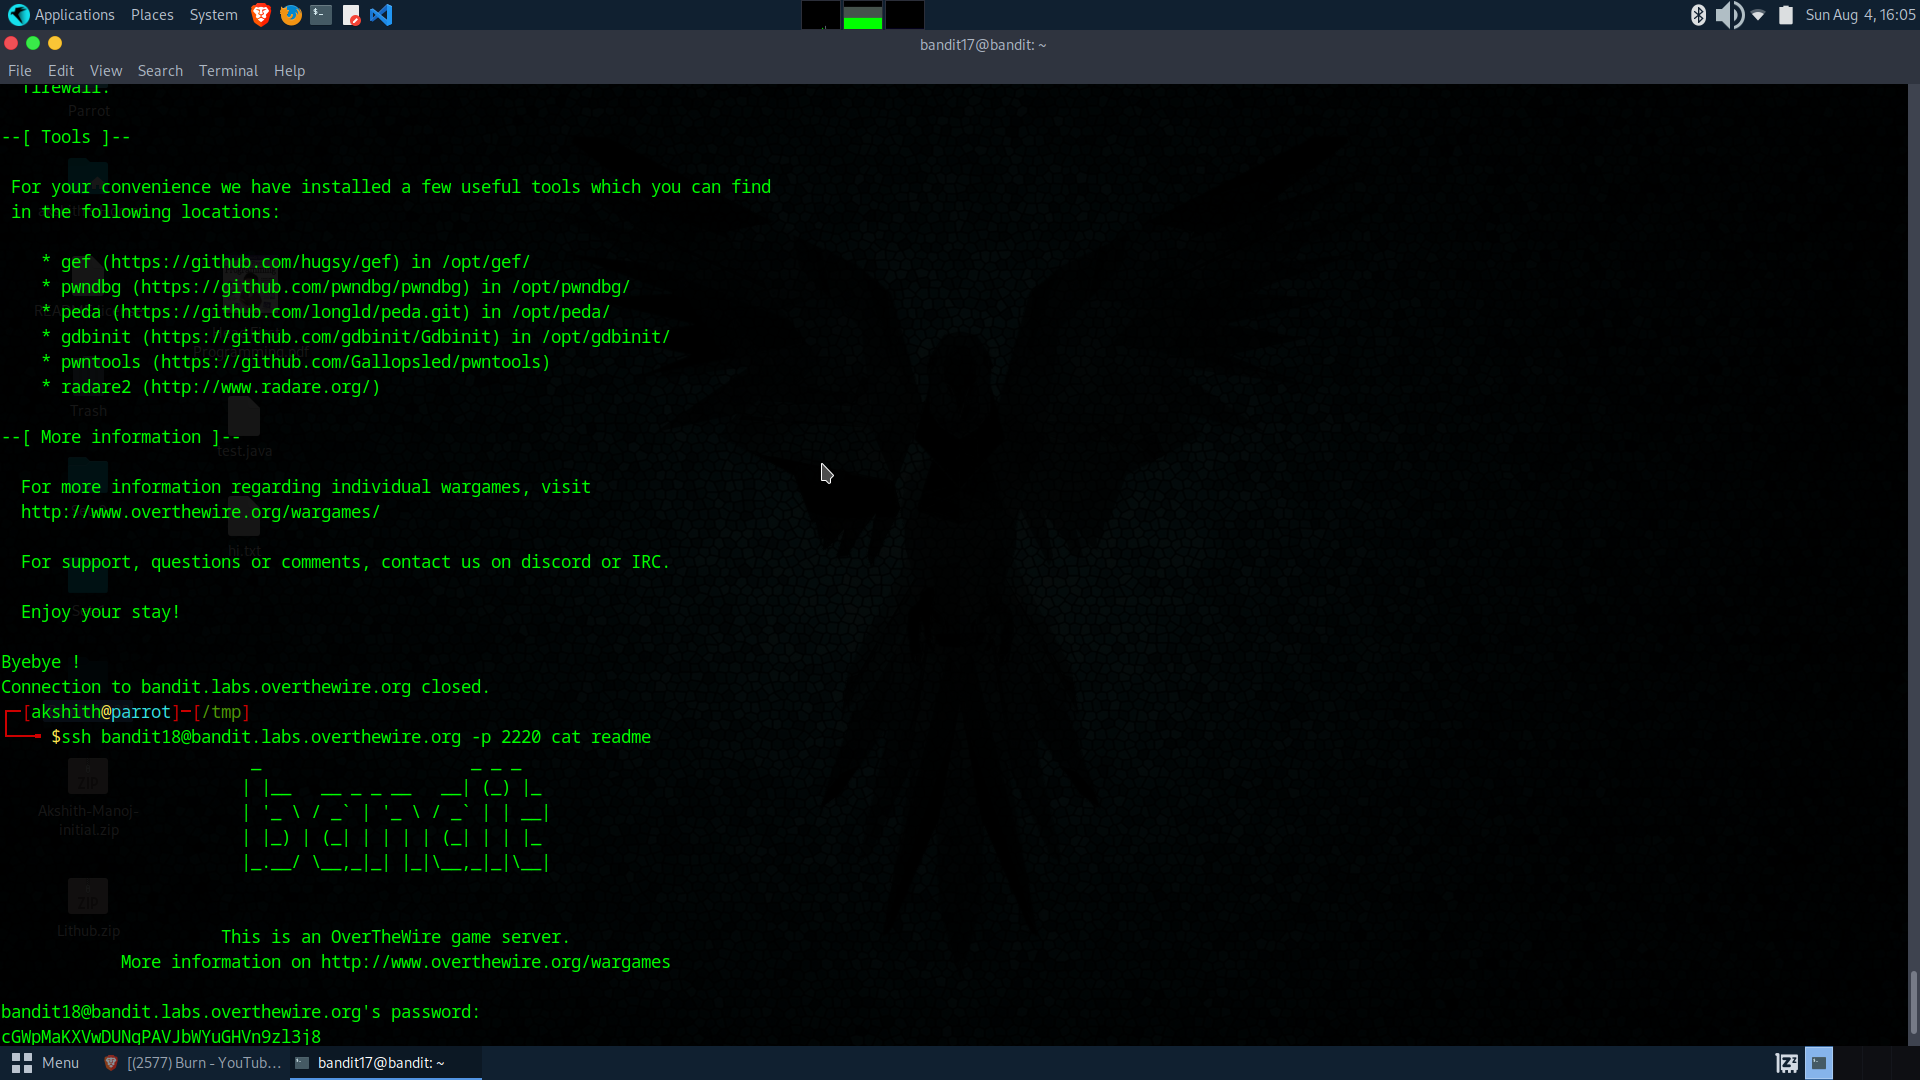 Applications Places System Sun Aug 4, 16:05
bandit17@bandit: ~
File Edit View Search Terminal Help
firewall.
Parrot
--[ Tools ]--
For your convenience we have installed a few useful tools which you can find
in the following locations:
* gef (https://github.com/hugsy/gef) in /opt/gef/
* pwndbg (https://github.com/pwndbg/pwndbg) in /opt/pwndbg/
* peda (https://github.com/longld/peda.git) in /opt/peda/
* gdbinit (https://github.com/gdbinit/Gdbinit) in /opt/gdbinit/
* pwntools (https://github.com/Gallopsled/pwntools)
* radare2 (http://www.radare.org/)
Trash
--[ More information ]--
test.java
For more information regarding individual wargames, visit
http://www.overthewire.org/wargames/
hi.txt
For support, questions or comments, contact us on discord or IRC.
Enjoy your stay!
Byebye !
Connection to bandit.labs.overthewire.org closed.
[akshith@parrot]─[/tmp]
$ssh bandit18@bandit.labs.overthewire.org -p 2220 cat readme
bandit
Akshith-Manoj-
initial.zip
Lithub.zip
This is an OverTheWire game server.
More information on http://www.overthewire.org/wargames
bandit18@bandit.labs.overthewire.org's password:
cGWpMaKXVwDUNgPAVJbWYuGHVn9zl3j8
Menu [(2577) Burn - YouTub... bandit17@bandit: ~